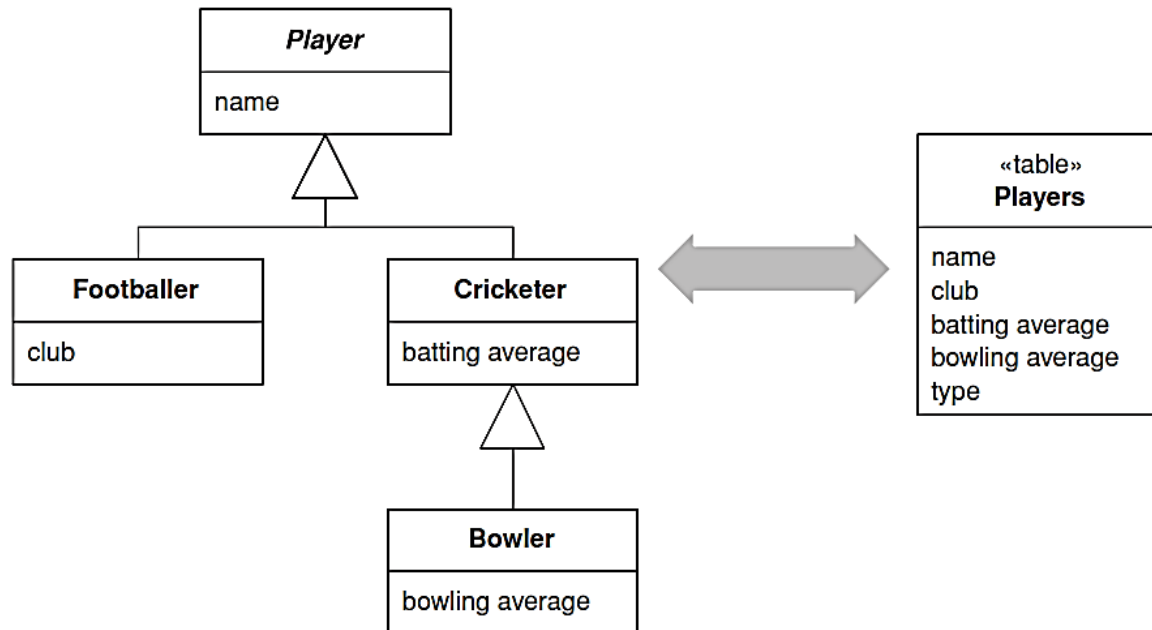 Player
name
Footballer
club
Cricketer
batting average
Bowler
bowling average
«table»
Players
name
club
batting average
bowling average
type